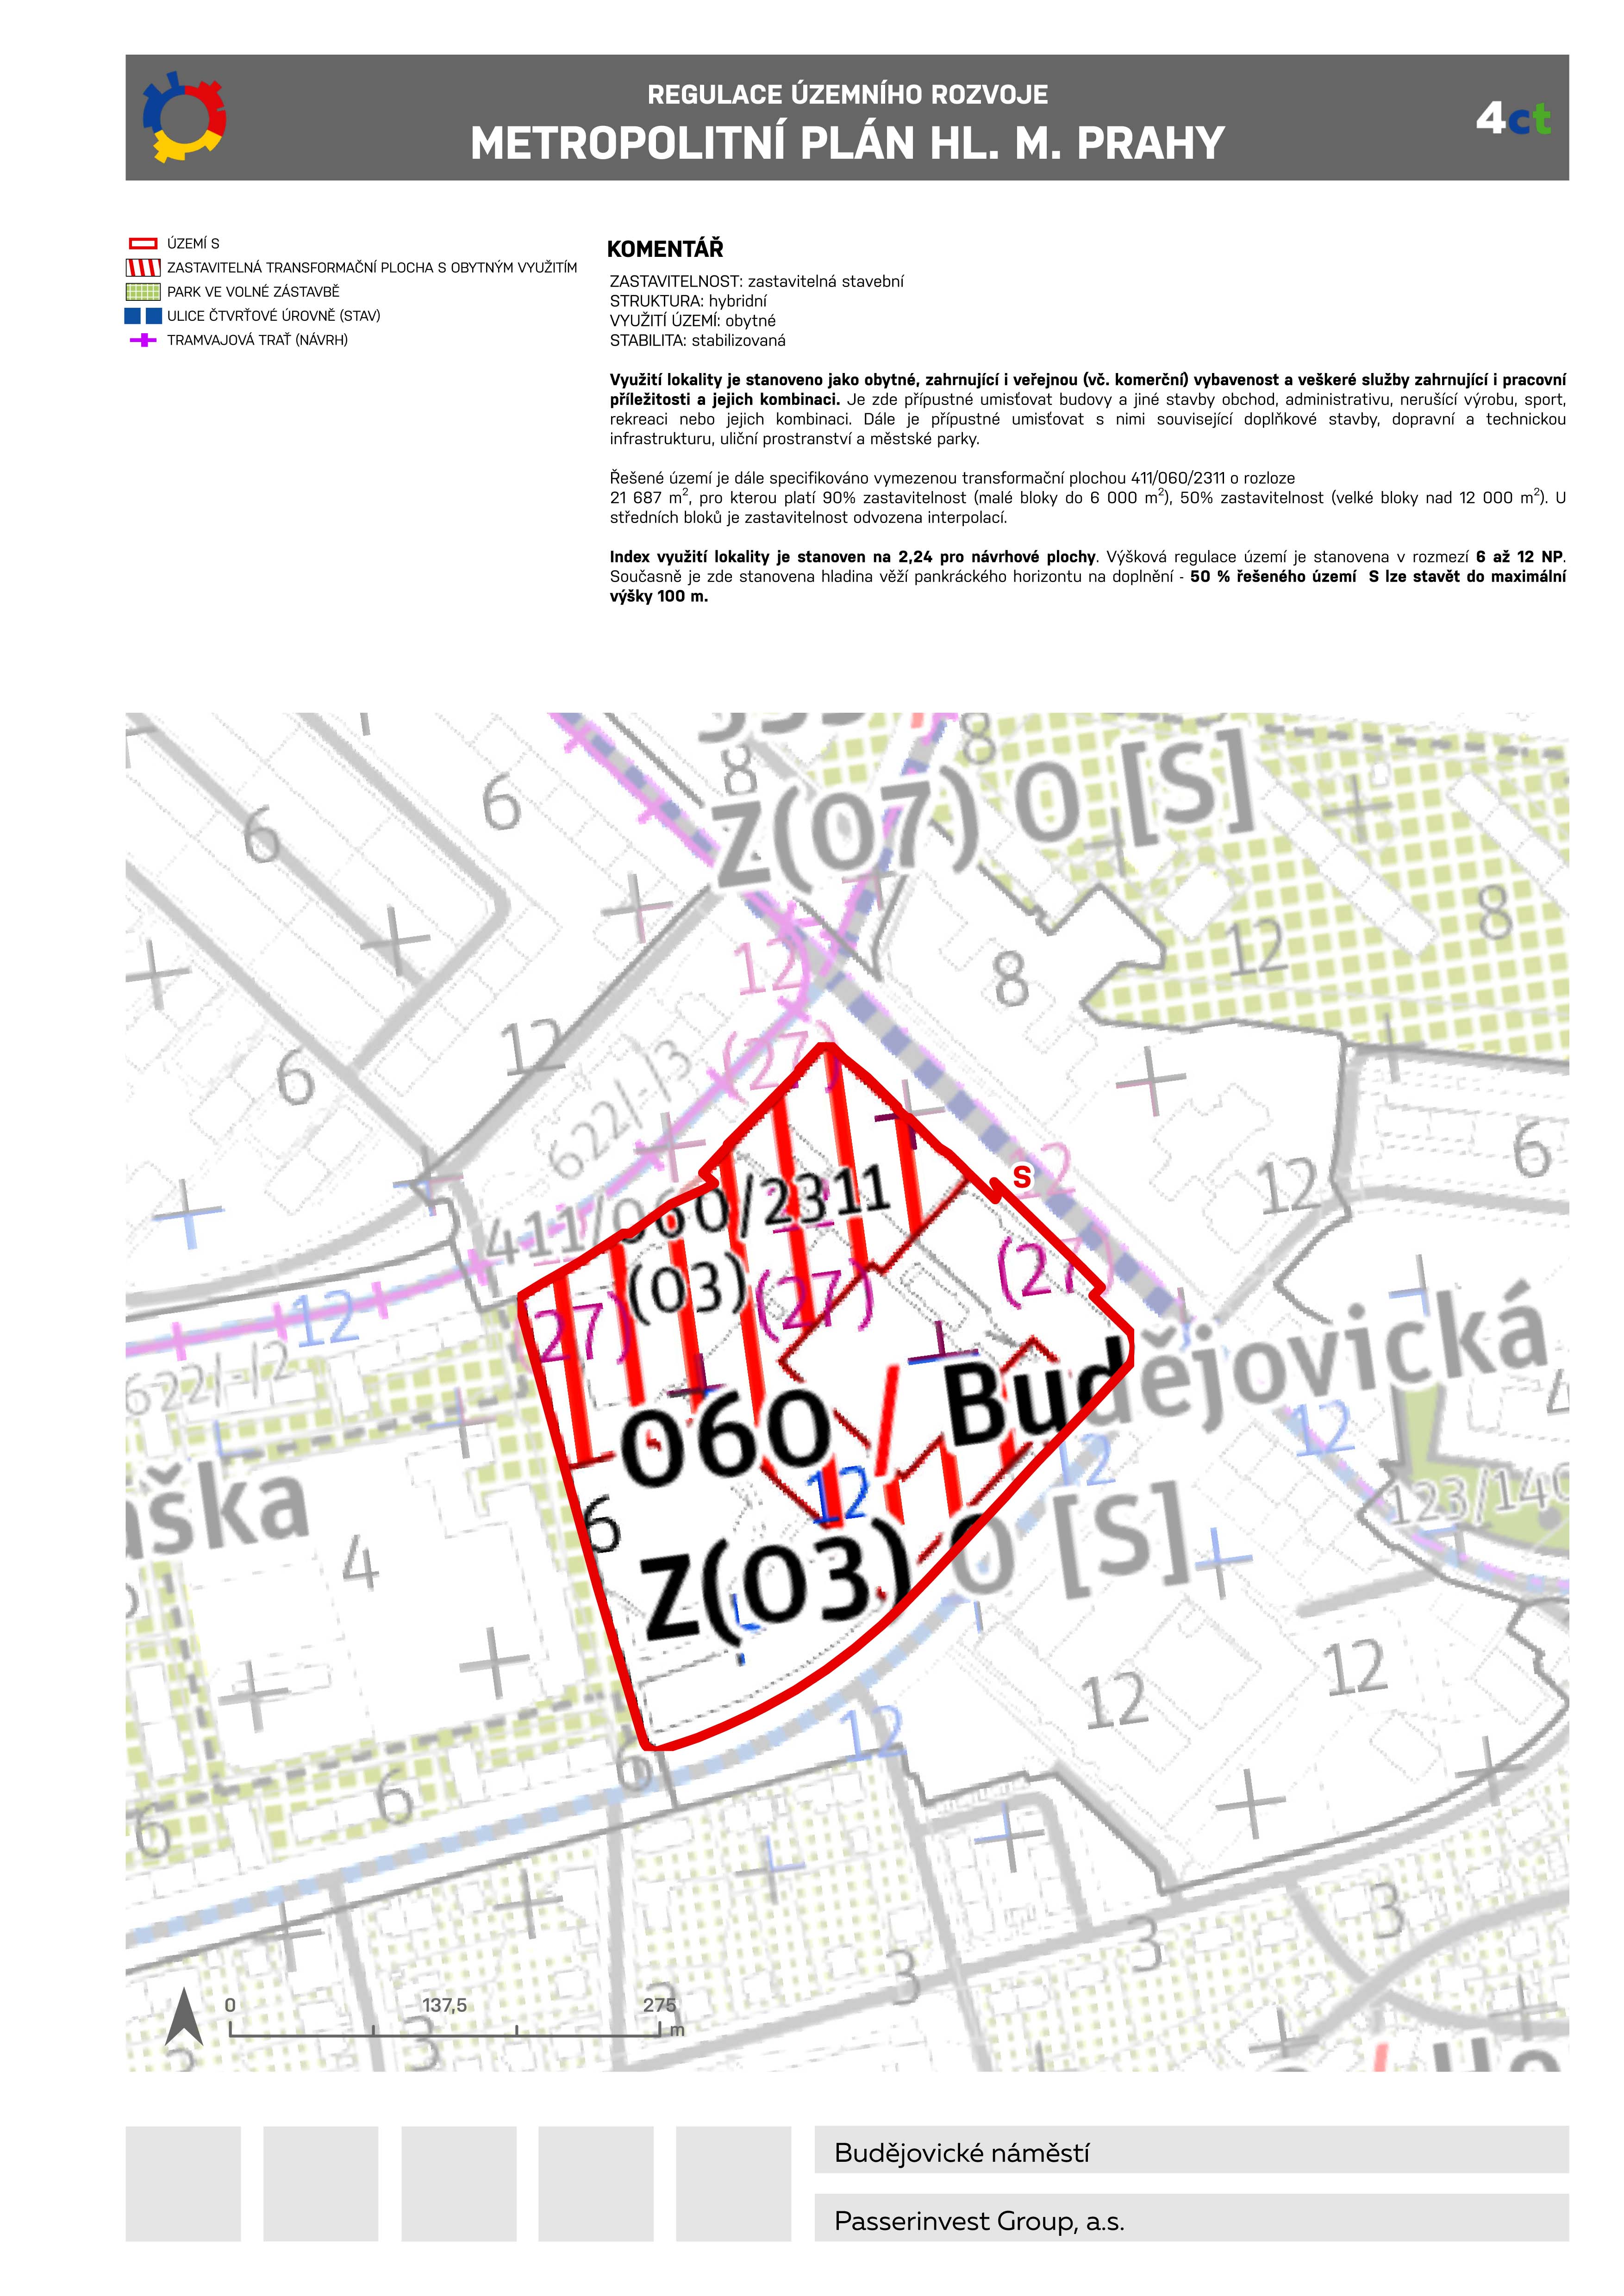 REGULACE ÚZEMNÍHO ROZVOJE
METROPOLITNÍ PLÁN HL. M. PRAHY
4ct
ÚZEMÍ S
ZASTAVITELNÁ TRANSFORMAČNÍ PLOCHA S OBYTNÝM VYUŽITÍM
PARK VE VOLNÉ ZÁSTAVBĚ
ULICE ČTVRŤOVÉ ÚROVNĚ (STAV)
TRAMVAJOVÁ TRAŤ (NÁVRH)
KOMENTÁŘ
ZASTAVITELNOST: zastavitelná stavební
STRUKTURA: hybridní
VYUŽITÍ ÚZEMÍ: obytné
STABILITA: stabilizovaná
Využití lokality je stanoveno jako obytné, zahrnující i veřejnou (vč. komerční) vybavenost a veškeré služby zahrnující i pracovní
příležitosti a jejich kombinaci. Je zde přípustné umisťovat budovy a jiné stavby obchod, administrativu, nerušící výrobu, sport,
rekreaci nebo jejich kombinaci. Dále je přípustné umisťovat s nimi související doplňkové stavby, dopravní a technickou
infrastrukturu, uliční prostranství a městské parky.
Řešené území je dále specifikováno vymezenou transformační plochou 411/060/2311 o rozloze
21 687 m², pro kterou platí 90% zastavitelnost (malé bloky do 6 000 m²), 50% zastavitelnost (velké bloky nad 12 000 m²). U
středních bloků je zastavitelnost odvozena interpolací.
Index využití lokality je stanoven na 2,24 pro návrhové plochy. Výšková regulace území je stanovena v rozmezí 6 až 12 NP.
Současně je zde stanovena hladina věží pankráckého horizontu na doplnění - 50 % řešeného území S lze stavět do maximální
výšky 100 m.
8
8
Z(07) O [S]
6
6
12
8
8
12
12
6
(27)
622/-/3
6
12
S
12
12
411/060/2311
(03)
(27)
(27)
(27)
12
622/-/2
060 / Budějovická
12
12
12
123/140
4
6
4
Z(03) O [S]
12
12
12
6
6
6
3
3
3
3
0
137,5
275
m
Budějovické náměstí
Passerinvest Group, a.s.